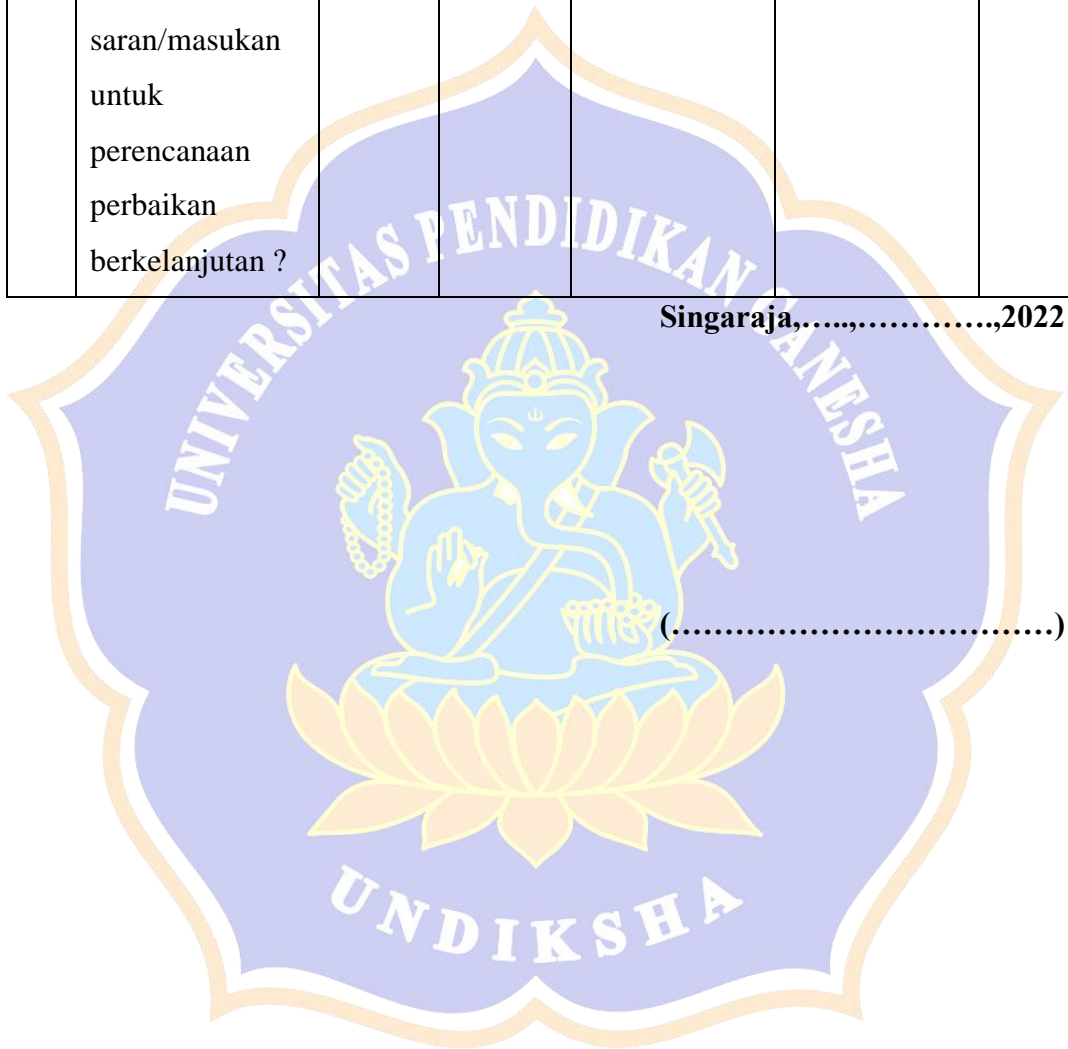 saran/masukan
untuk
perencanaan
perbaikan
berkelanjutan ?
UNIVERSITAS PENDIDIKAN GANESHA
Singaraja,…..,………….,2022
(………………………………)
UNDIKSHA